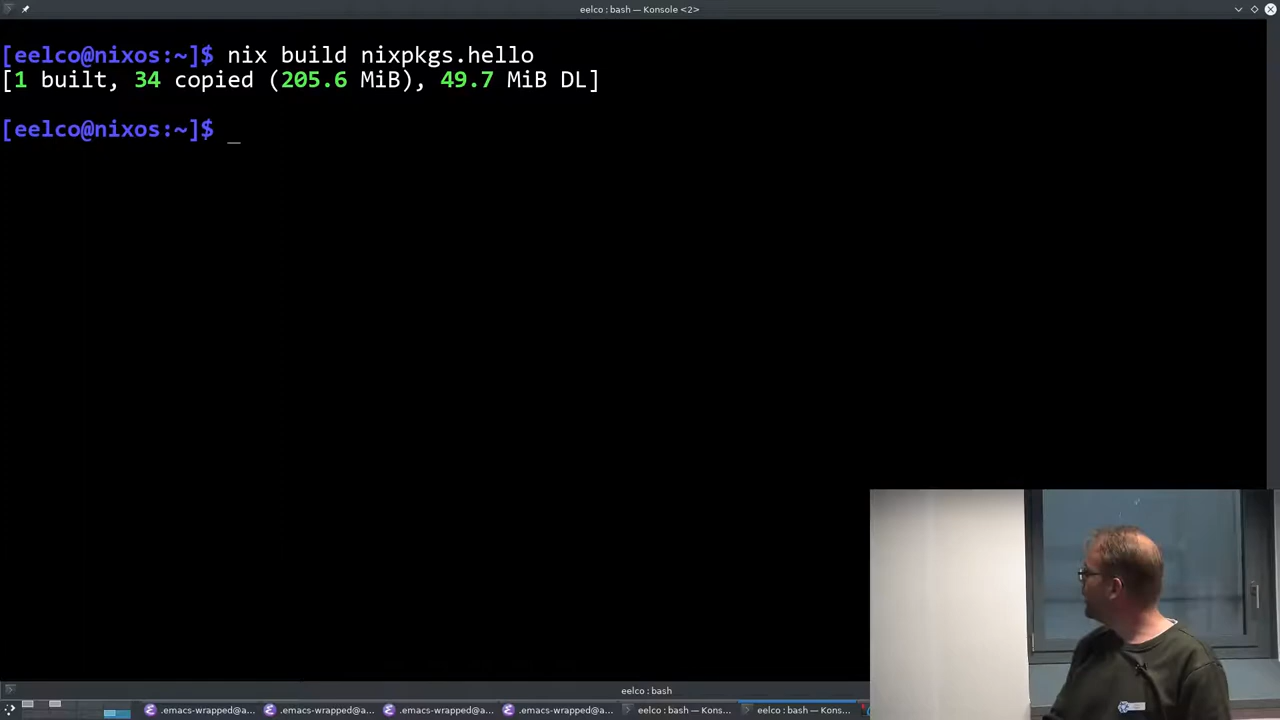 eelco : bash — Konsole <2>
[eelco@nixos:~]$ nix build nixpkgs.hello
[1 built, 34 copied (205.6 MiB), 49.7 MiB DL]
[eelco@nixos:~]$ _
eelco : bash
.emacs-wrapped@a... .emacs-wrapped@a... .emacs-wrapped@a... .emacs-wrapped@a... eelco : bash — Kons... eelco : bash — Kons...